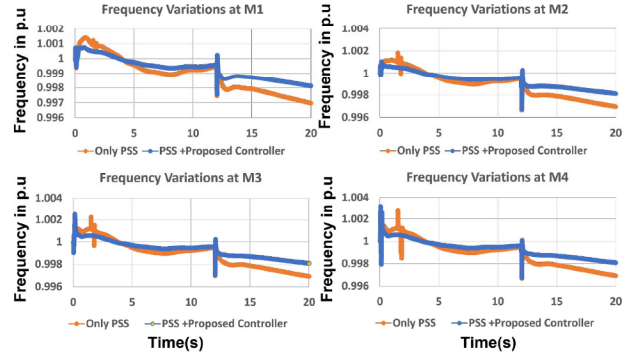 Frequency Variations at M1
Frequency in p.u
1.002
1.001
1
0.999
0.998
0.997
0.996
0
5
10
15
20
Only PSS
PSS +Proposed Controller
Frequency Variations at M2
Frequency in p.u
1.004
1.002
1
0.998
0.996
0
5
10
15
20
Only PSS
PSS +Proposed Controller
Frequency Variations at M3
Frequency in p.u
1.004
1.002
1
0.998
0.996
0
5
10
15
20
Only PSS
PSS +Proposed Controller
Time(s)
Frequency Variations at M4
Frequency in p.u
1.004
1.002
1
0.998
0.996
0
5
10
15
20
Only PSS
PSS +Proposed Controller
Time(s)